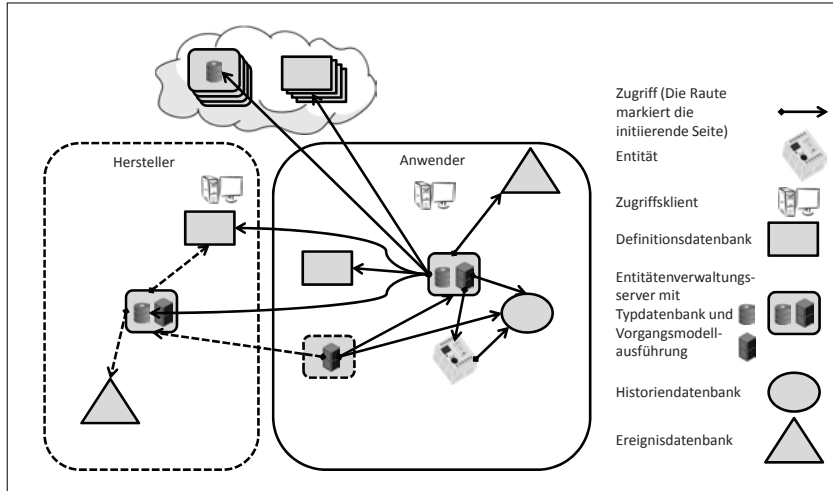 Hersteller
Anwender
Zugriff (Die Raute
markiert die
initiierende Seite)
Entität
Zugriffsklient
Definitionsdatenbank
Entitätenverwaltungs-
server mit
Typdatenbank und
Vorgangsmodell-
ausführung
Historiendatenbank
Ereignisdatenbank